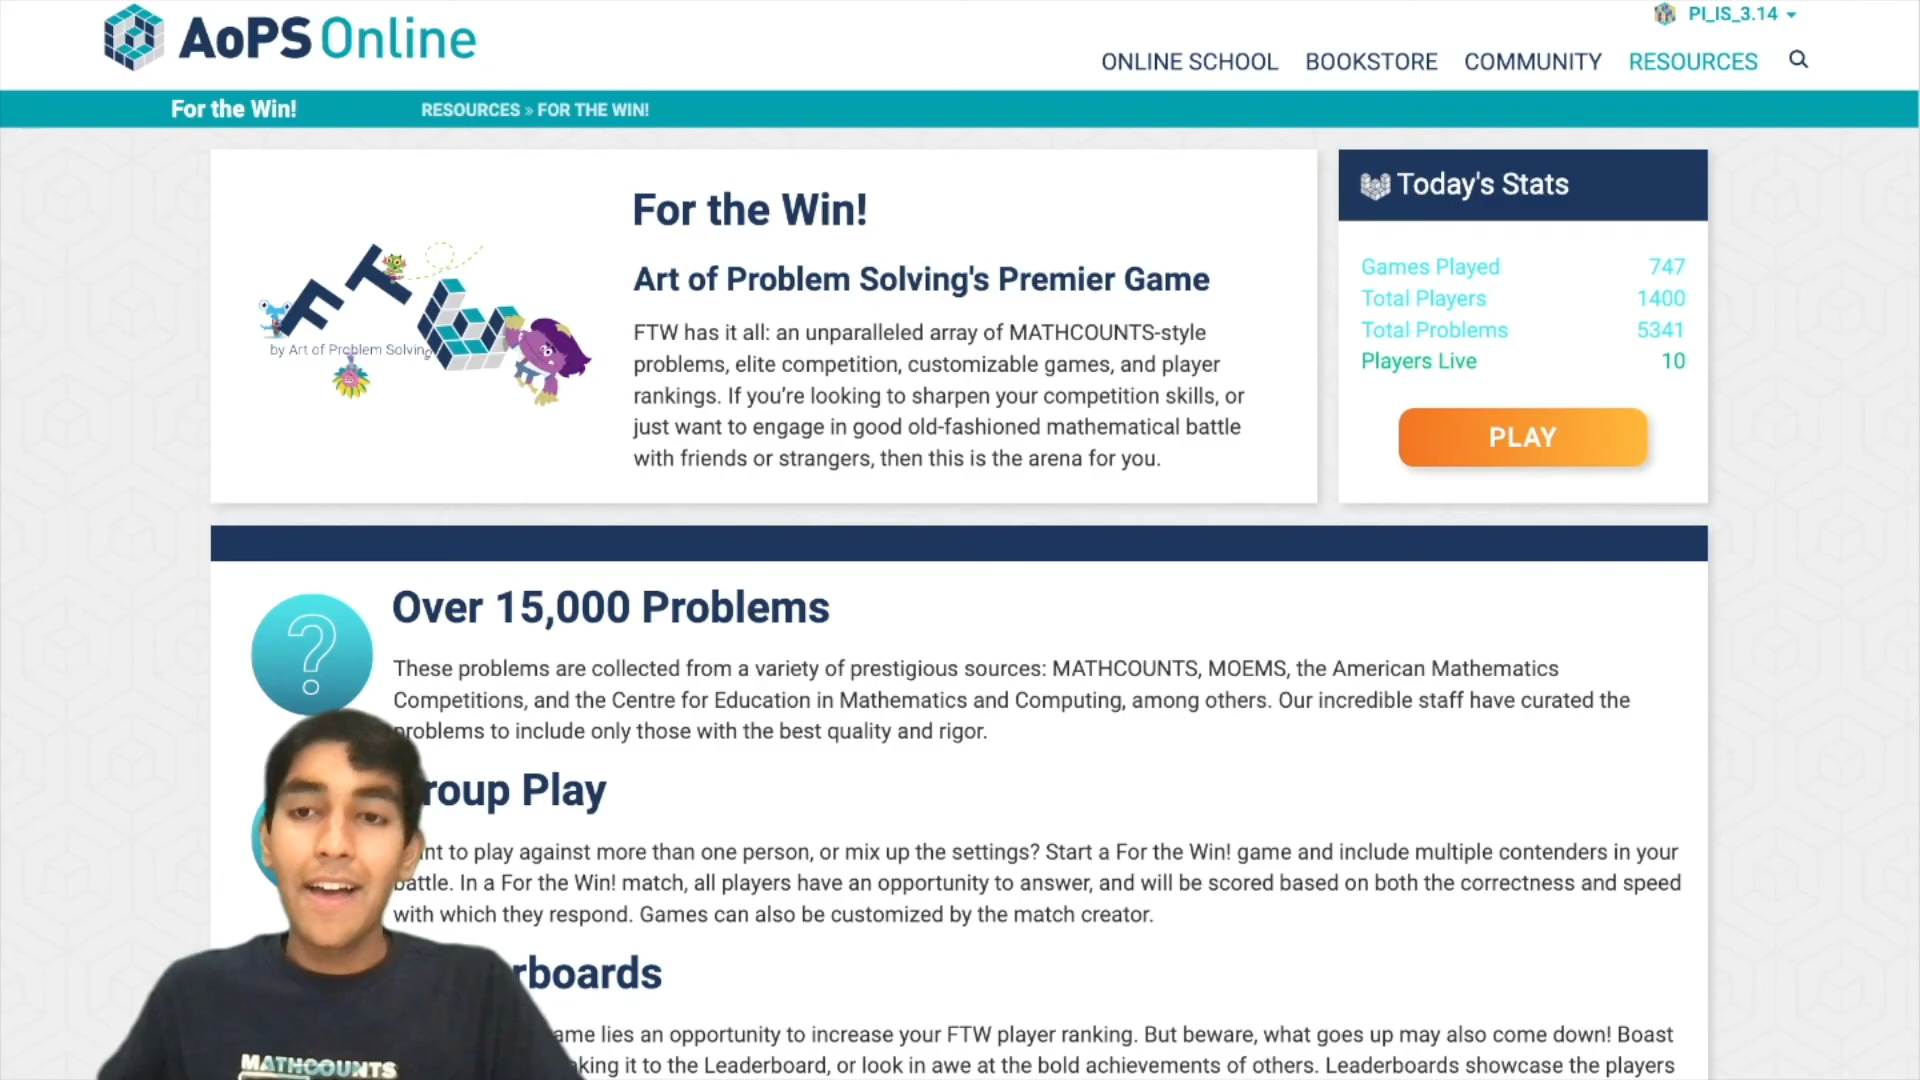 AoPS Online
PI_IS_3.14
ONLINE SCHOOL BOOKSTORE COMMUNITY RESOURCES
For the Win!
RESOURCES » FOR THE WIN!
FTW
by Art of Problem Solving
For the Win!
Art of Problem Solving's Premier Game
FTW has it all: an unparalleled array of MATHCOUNTS-style
problems, elite competition, customizable games, and player
rankings. If you're looking to sharpen your competition skills, or
just want to engage in good old-fashioned mathematical battle
with friends or strangers, then this is the arena for you.
Today's Stats
Games Played 747
Total Players 1400
Total Problems 5341
Players Live 10
PLAY
?
Over 15,000 Problems
These problems are collected from a variety of prestigious sources: MATHCOUNTS, MOEMS, the American Mathematics
Competitions, and the Centre for Education in Mathematics and Computing, among others. Our incredible staff have curated the
problems to include only those with the best quality and rigor.
roup Play
nt to play against more than one person, or mix up the settings? Start a For the Win! game and include multiple contenders in your
battle. In a For the Win! match, all players have an opportunity to answer, and will be scored based on both the correctness and speed
with which they respond. Games can also be customized by the match creator.
rboards
ame lies an opportunity to increase your FTW player ranking. But beware, what goes up may also come down! Boast
king it to the Leaderboard, or look in awe at the bold achievements of others. Leaderboards showcase the players
MATHCOUNTS